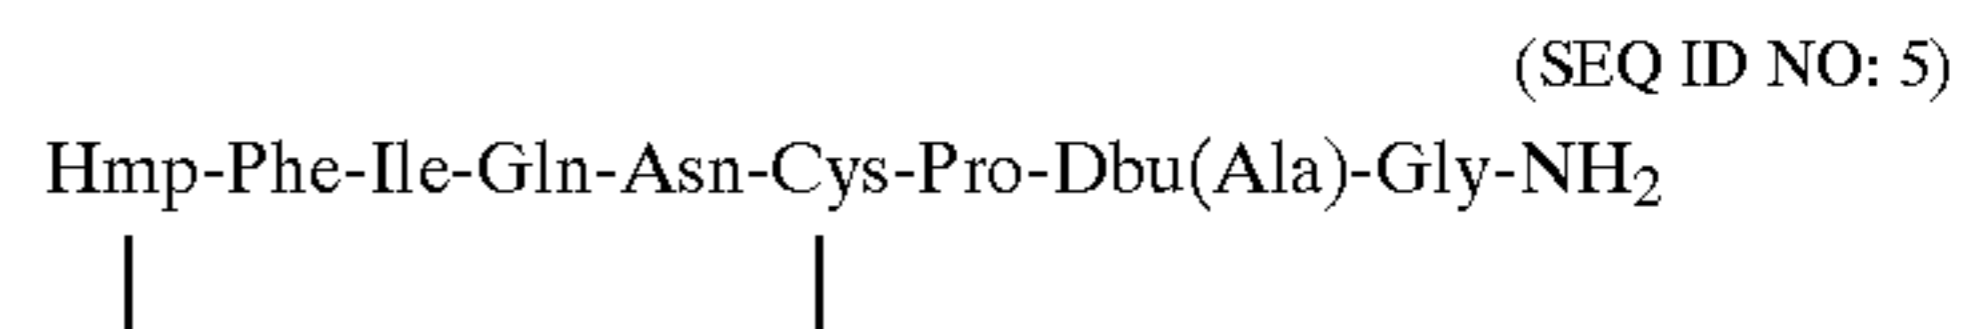 (SEQ ID NO: 5)
Hmp-Phe-Ile-Gln-Asn-Cys-Pro-Dbu(Ala)-Gly-NH₂